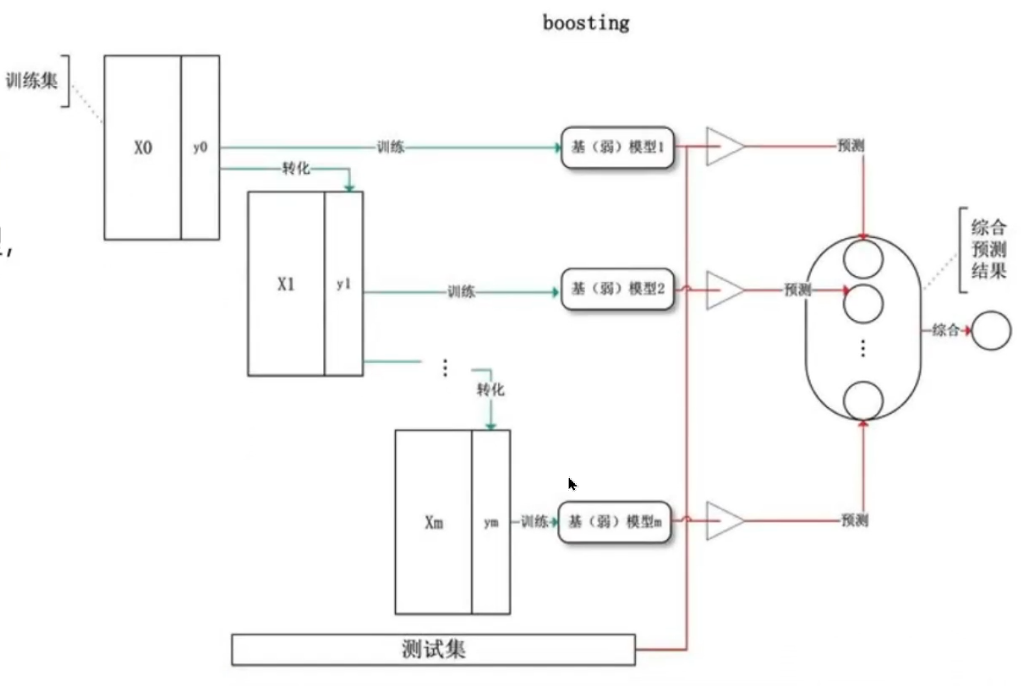 boosting
训练集
X0
y0
训练
基（弱）模型1
预测
转化
综合
预测
结果
X1
y1
训练
基（弱）模型2
预测
⋮
综合
⋮
转化
Xm
ym
训练
基（弱）模型m
预测
测试集